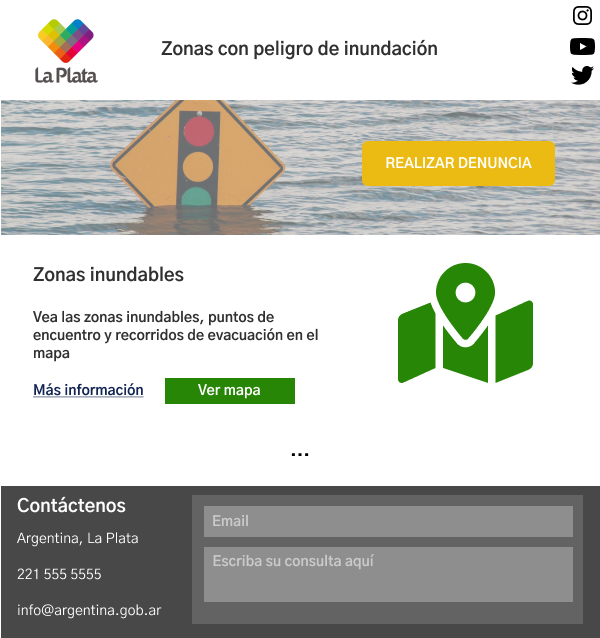 La Plata
Zonas con peligro de inundación
REALIZAR DENUNCIA
Zonas inundables
Vea las zonas inundables, puntos de
encuentro y recorridos de evacuación en el
mapa
Más información
Ver mapa
...
Contáctenos
Argentina, La Plata
221 555 5555
info@argentina.gob.ar
Email
Escriba su consulta aquí